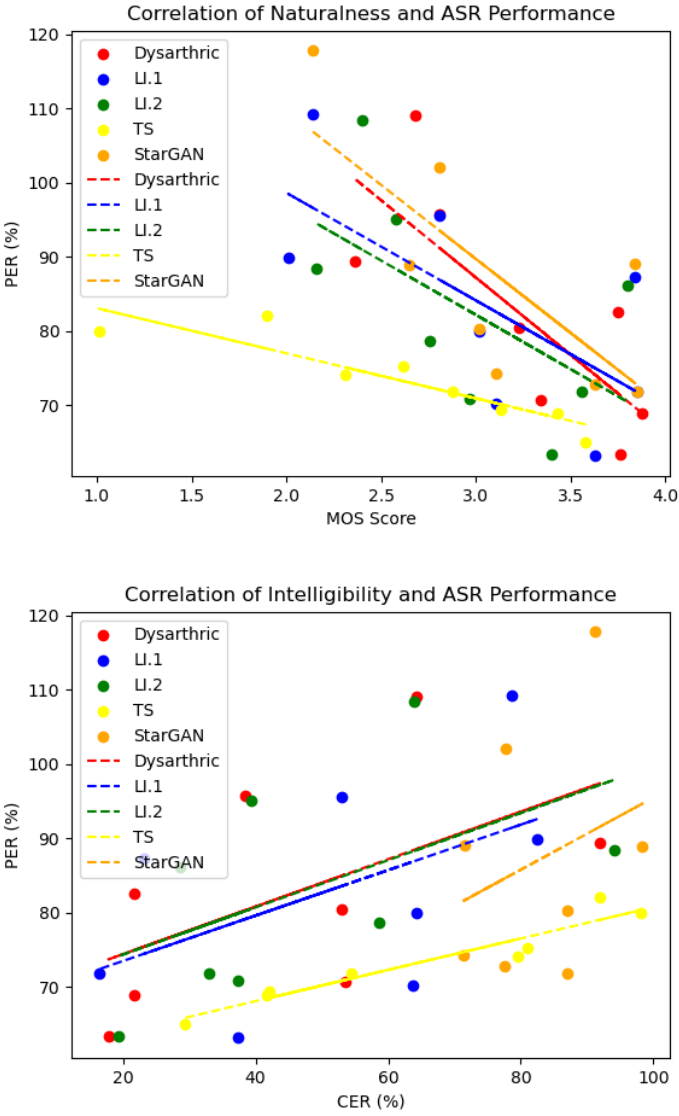 Correlation of Naturalness and ASR Performance
120
110
100
90
80
70
PER (%)
Dysarthric
LI.1
LI.2
TS
StarGAN
Dysarthric
LI.1
LI.2
TS
StarGAN
1.0 1.5 2.0 2.5 3.0 3.5 4.0
MOS Score
Correlation of Intelligibility and ASR Performance
120
110
100
90
80
70
PER (%)
Dysarthric
LI.1
LI.2
TS
StarGAN
Dysarthric
LI.1
LI.2
TS
StarGAN
20 40 60 80 100
CER (%)